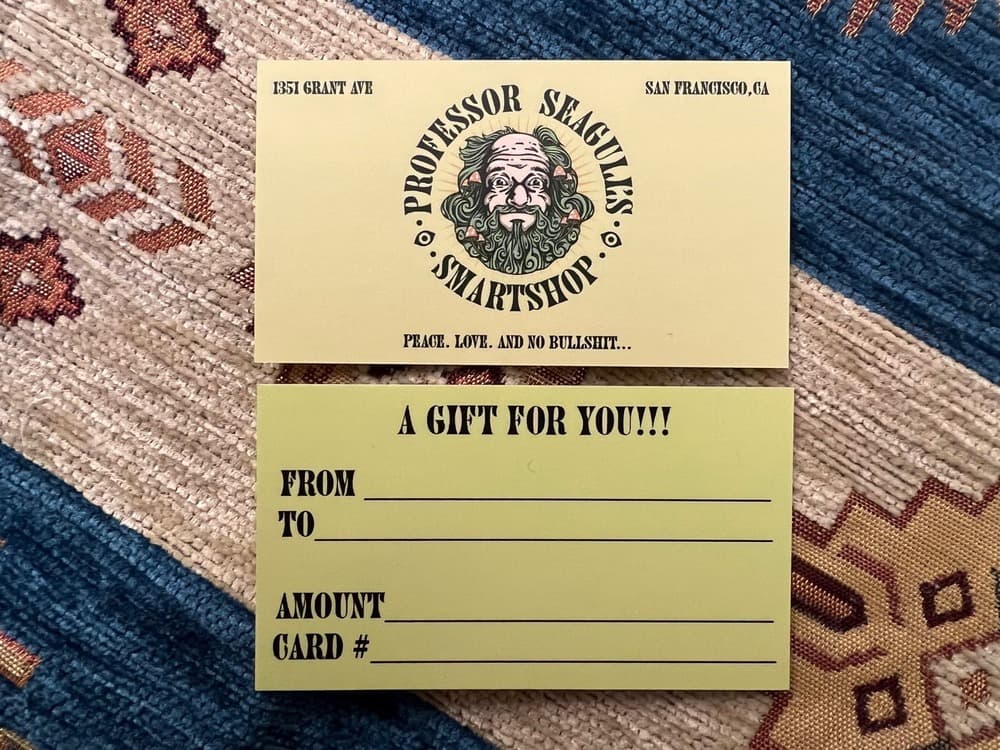 1351 GRANT AVE
SAN FRANCISCO, CA
PROFESSOR SEAGULL'S
SMARTSHOP
PEACE. LOVE. AND NO BULLSHIT...
A GIFT FOR YOU!!!
FROM
TO
AMOUNT
CARD #